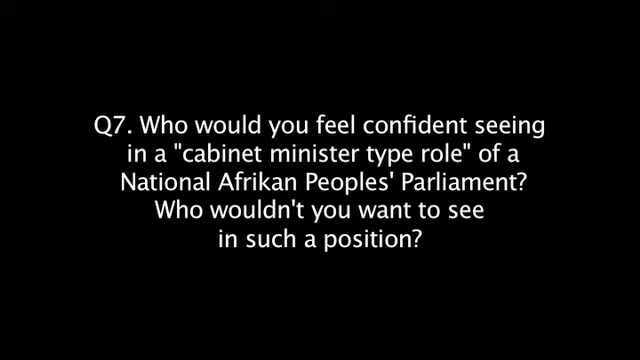 Q7. Who would you feel confident seeing
in a "cabinet minister type role" of a
National Afrikan Peoples' Parliament?
Who wouldn't you want to see
in such a position?